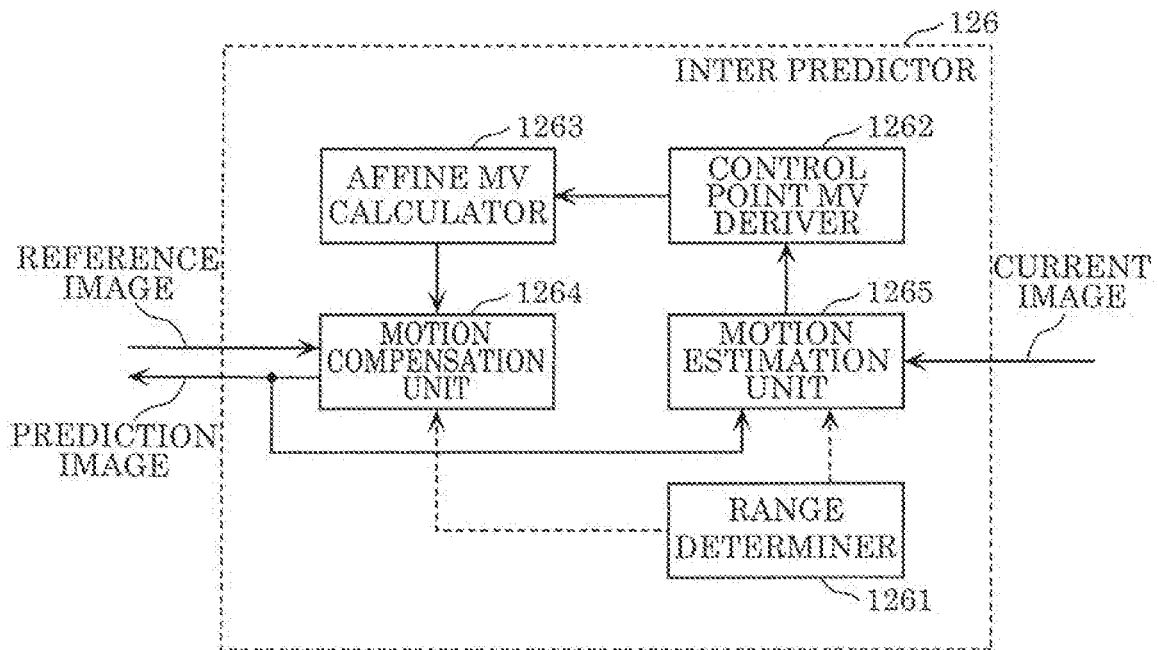 126
INTER PREDICTOR
1263
AFFINE MV
CALCULATOR
1262
CONTROL
POINT MV
DERIVER
REFERENCE
IMAGE
1264
MOTION
COMPENSATION
UNIT
1265
MOTION
ESTIMATION
UNIT
CURRENT
IMAGE
PREDICTION
IMAGE
RANGE
DETERMINER
1261